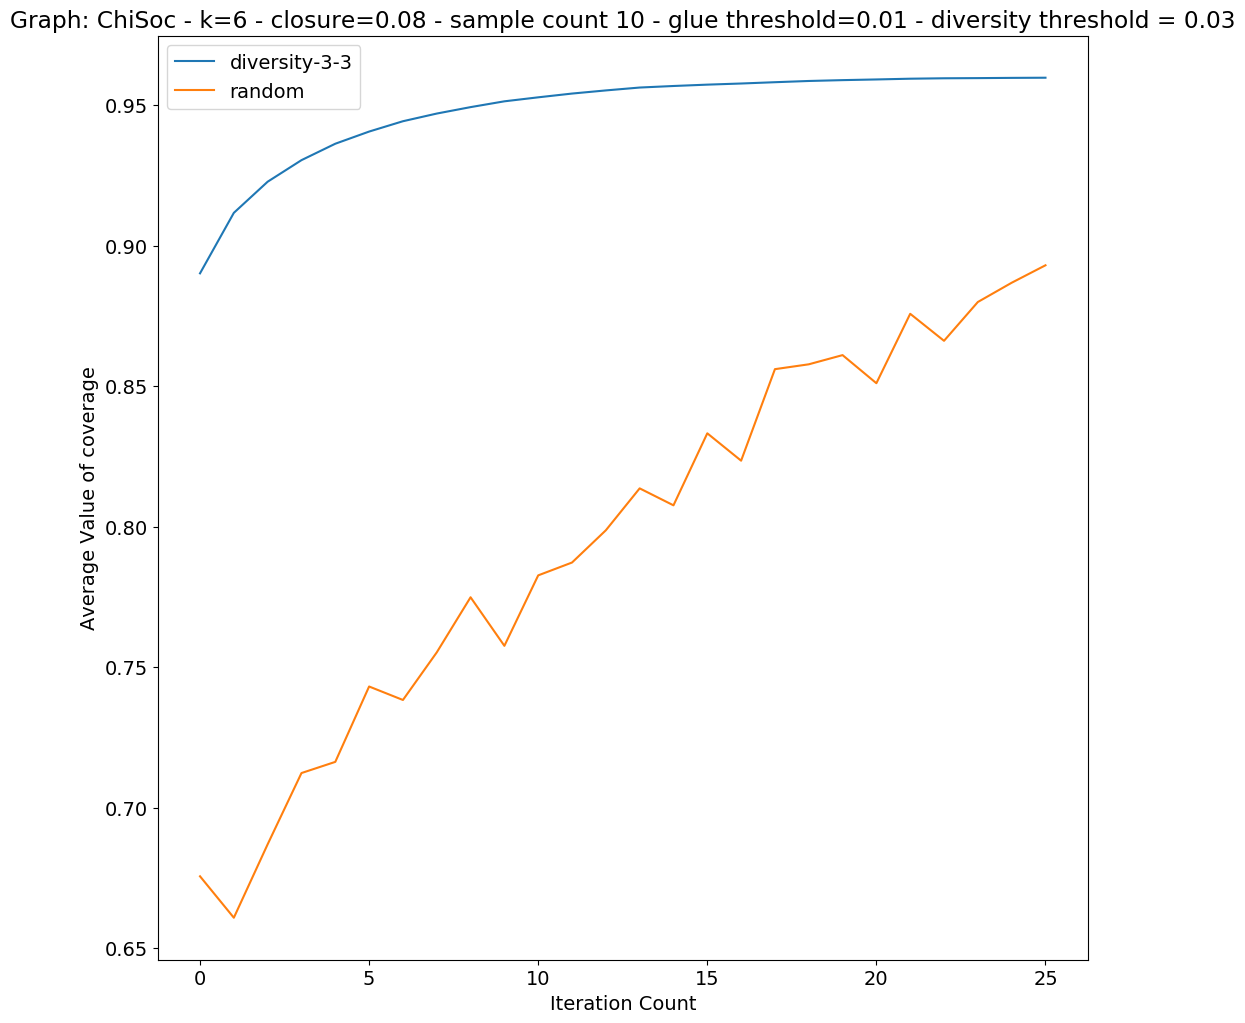 Graph: ChiSoc - k=6 - closure=0.08 - sample count 10 - glue threshold=0.01 - diversity threshold = 0.03
diversity-3-3
random
0.95
0.90
0.85
0.80
0.75
0.70
0.65
Average Value of coverage
0 5 10 15 20 25
Iteration Count